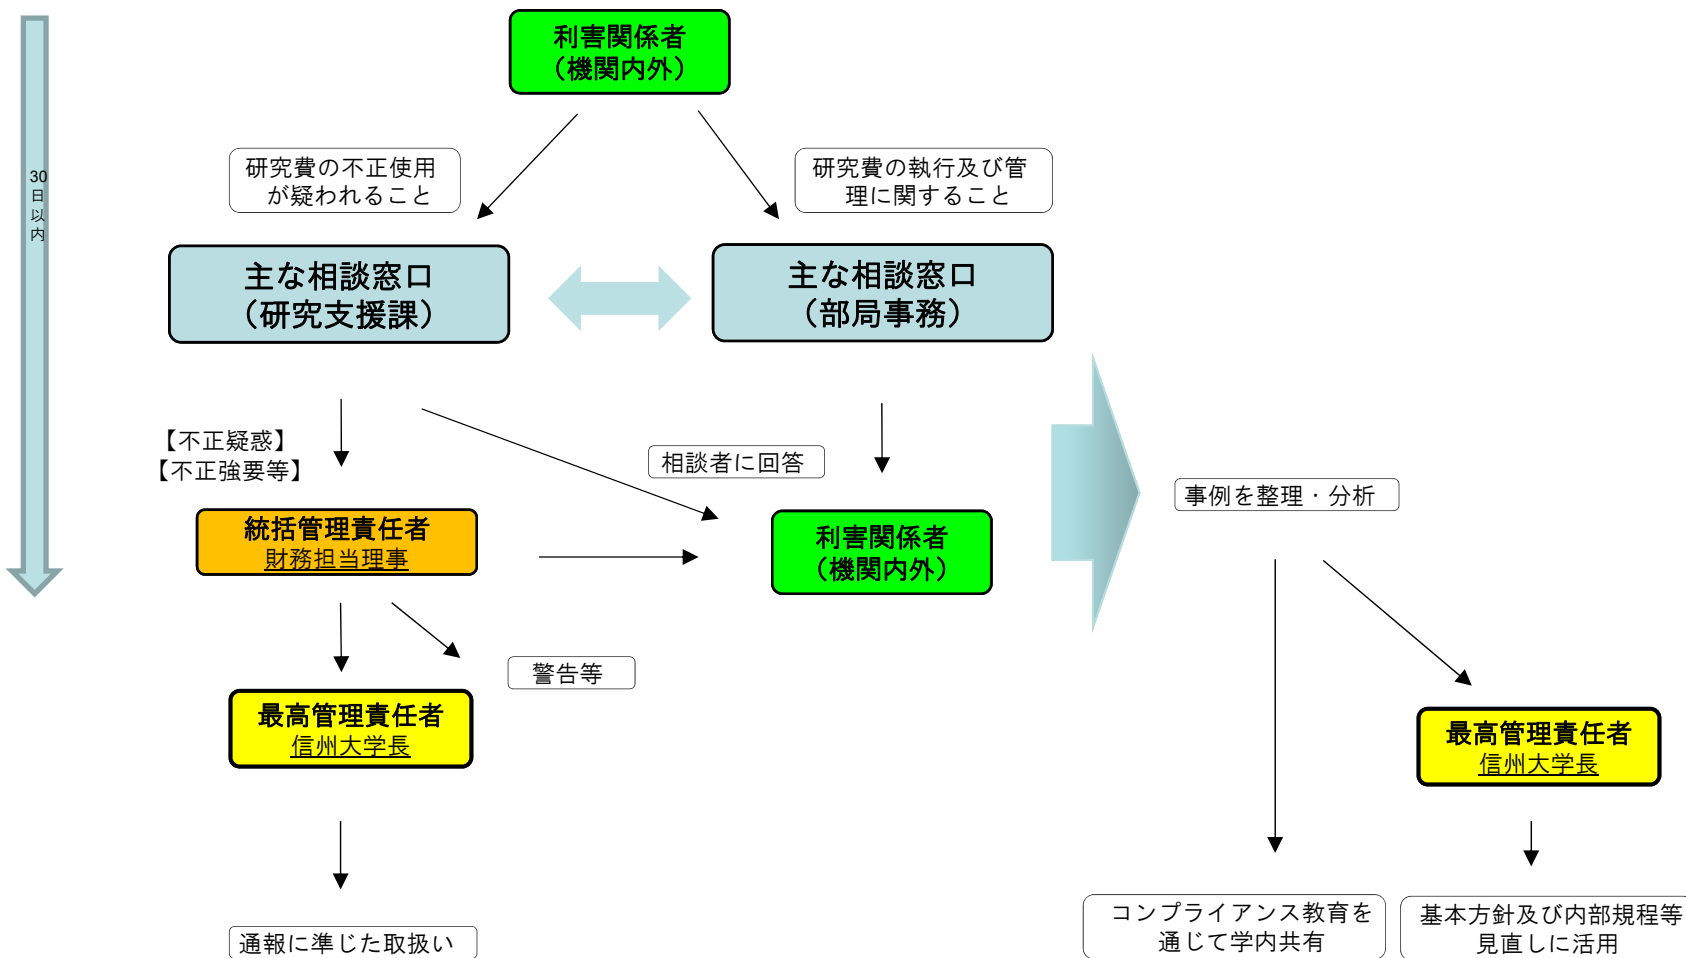 利害関係者
（機関内外）
30
日
以
内
研究費の不正使用
が疑われること
研究費の執行及び管
理に関すること
主な相談窓口
（研究支援課）
主な相談窓口
（部局事務）
【不正疑惑】
【不正強要等】
相談者に回答
事例を整理・分析
統括管理責任者
財務担当理事
利害関係者
（機関内外）
警告等
最高管理責任者
信州大学長
最高管理責任者
信州大学長
通報に準じた取扱い
コンプライアンス教育を
通じて学内共有
基本方針及び内部規程等
見直しに活用